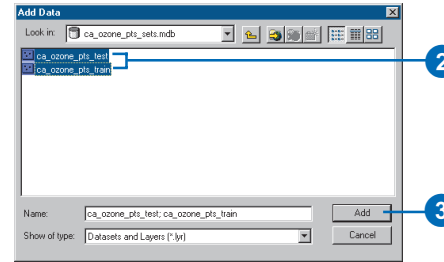 Add Data
Look in: ca_ozone_pts_sets.mdb
ca_ozone_pts_test
ca_ozone_pts_train
2
Name: ca_ozone_pts_test; ca_ozone_pts_train Add
3
Show of type: Datasets and Layers (*.lyr) Cancel